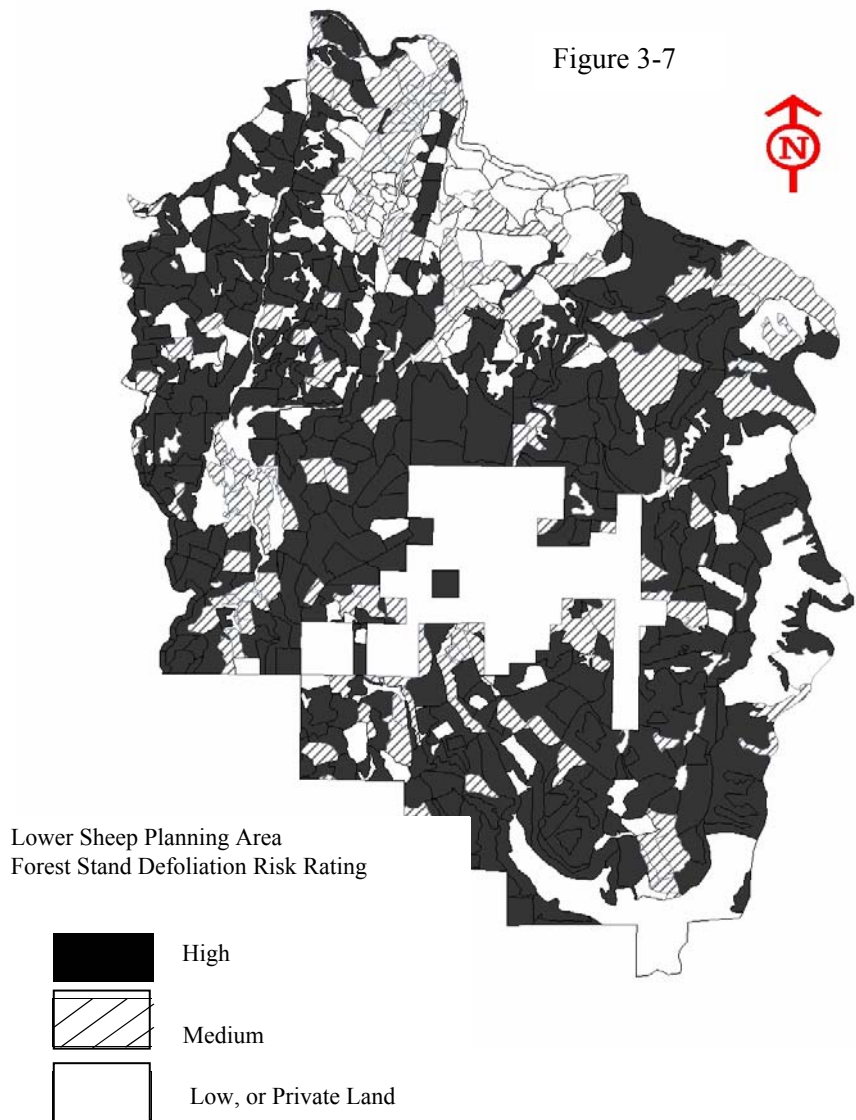 Figure 3-7
N
Lower Sheep Planning Area
Forest Stand Defoliation Risk Rating
High
Medium
Low, or Private Land